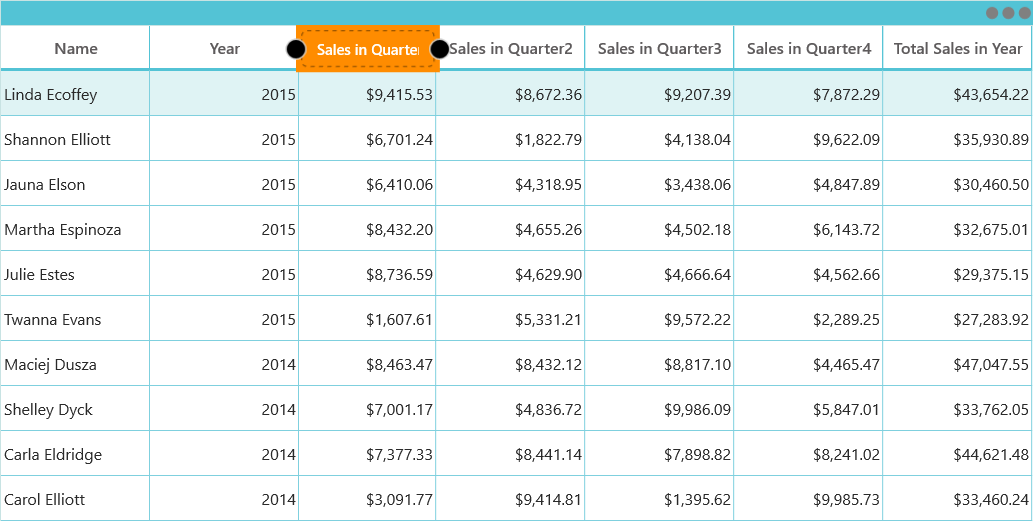 Name Year Sales in Quarte Sales in Quarter2 Sales in Quarter3 Sales in Quarter4 Total Sales in Year
Linda Ecoffey 2015 $9,415.53 $8,672.36 $9,207.39 $7,872.29 $43,654.22
Shannon Elliott 2015 $6,701.24 $1,822.79 $4,138.04 $9,622.09 $35,930.89
Jauna Elson 2015 $6,410.06 $4,318.95 $3,438.06 $4,847.89 $30,460.50
Martha Espinoza 2015 $8,432.20 $4,655.26 $4,502.18 $6,143.72 $32,675.01
Julie Estes 2015 $8,736.59 $4,629.90 $4,666.64 $4,562.66 $29,375.15
Twanna Evans 2015 $1,607.61 $5,331.21 $9,572.22 $2,289.25 $27,283.92
Maciej Dusza 2014 $8,463.47 $8,432.12 $8,817.10 $4,465.47 $47,047.55
Shelley Dyck 2014 $7,001.17 $4,836.72 $9,986.09 $5,847.01 $33,762.05
Carla Eldridge 2014 $7,377.33 $8,441.14 $7,898.82 $8,241.02 $44,621.48
Carol Elliott 2014 $3,091.77 $9,414.81 $1,395.62 $9,985.73 $33,460.24